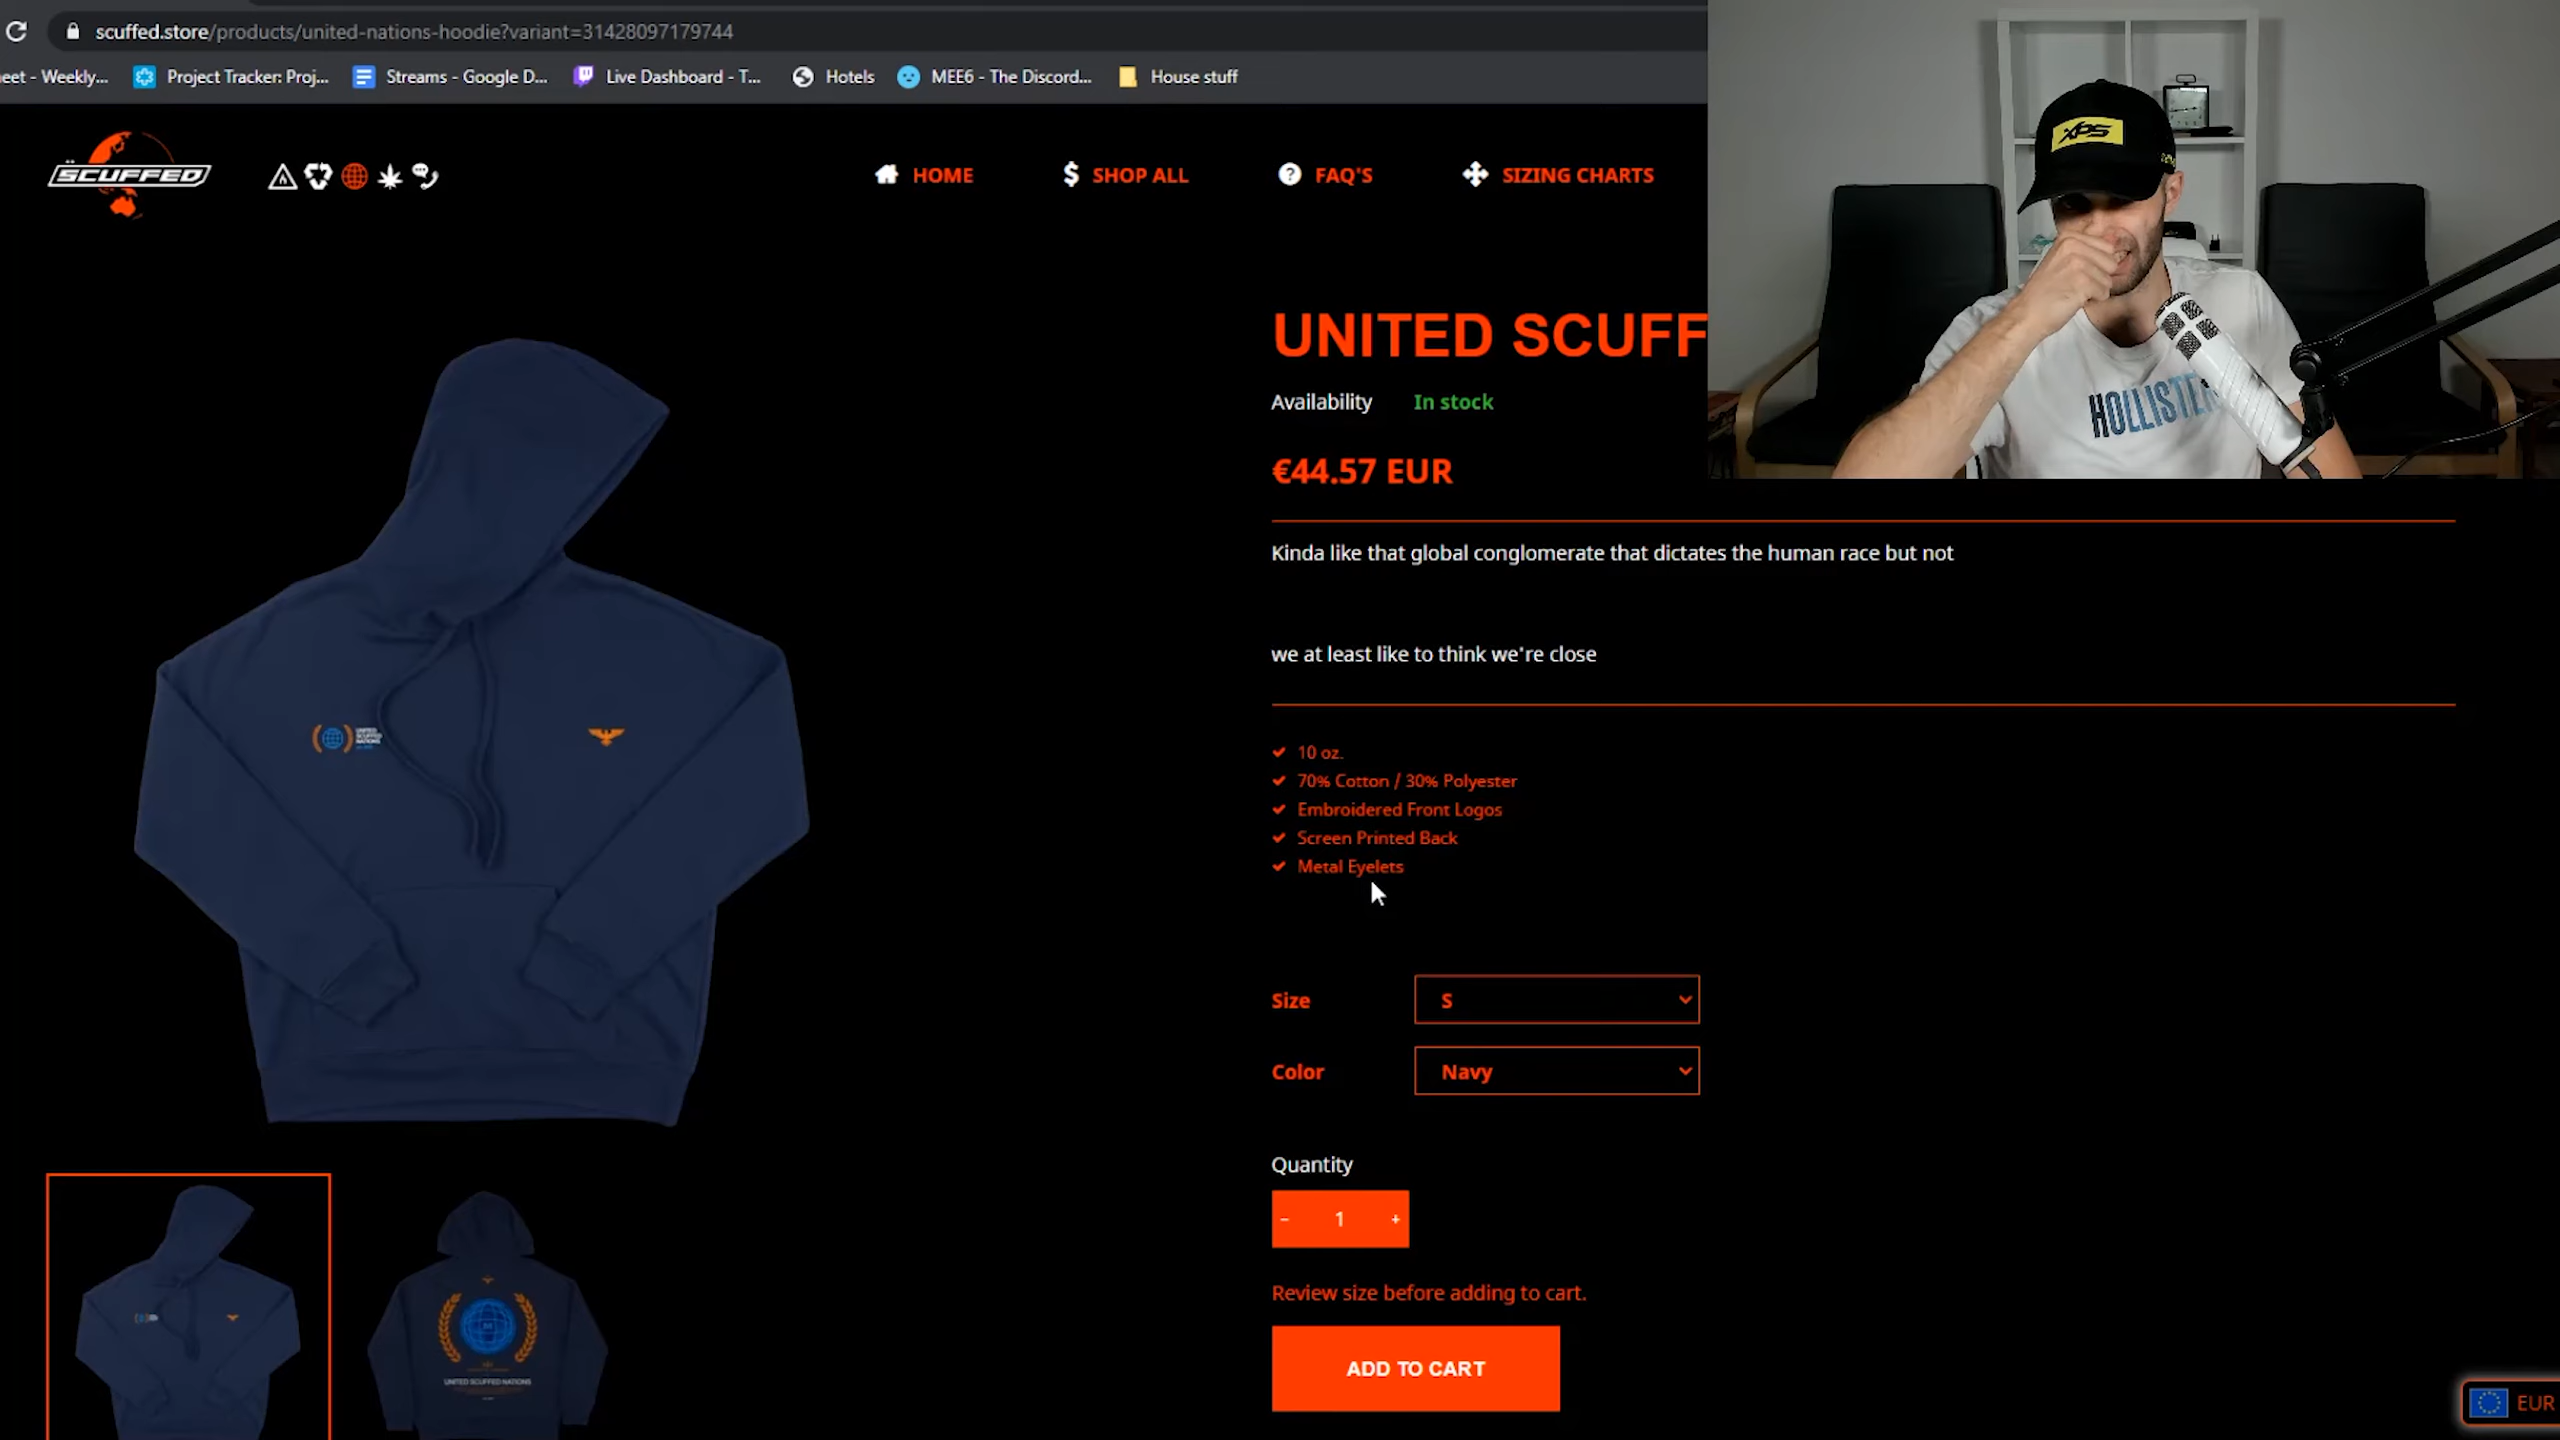 scuffed.store/products/united-nations-hoodie?variant=31428097179744
eet - Weekly... Project Tracker: Proj... Streams - Google D... Live Dashboard - T... Hotels MEE6 - The Discord... House stuff
SCUFFED
HOME SHOP ALL FAQ'S SIZING CHARTS
XPS
HOLLISTE
UNITED SCUFF
Availability In stock
€44.57 EUR
Kinda like that global conglomerate that dictates the human race but not
we at least like to think we're close
UNITED
SCUFFED
NATIONS
10 oz.
70% Cotton / 30% Polyester
Embroidered Front Logos
Screen Printed Back
Metal Eyelets
Size S
Color Navy
Quantity
- 1 +
Review size before adding to cart.
ADD TO CART
UNITED SCUFFED NATIONS
EUR